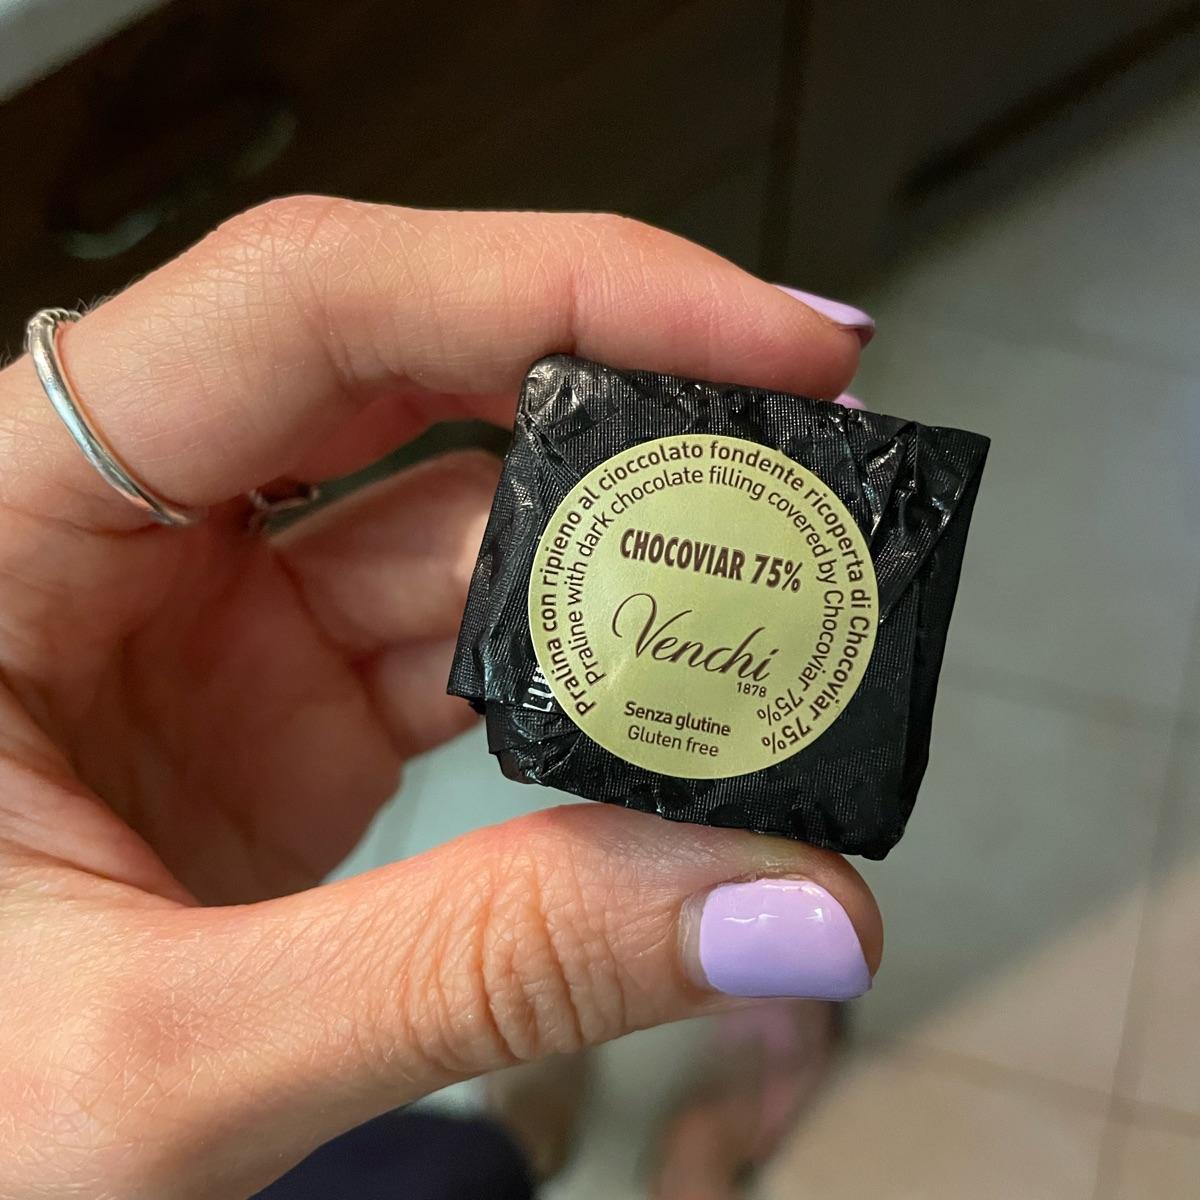 Pralina con ripieno al cioccolato fondente ricoperta di Chocoviar 75%
Praline with dark chocolate filling covered by Chocoviar 75%
CHOCOVIAR 75%
Venchi
1878
Senza glutine
Gluten free